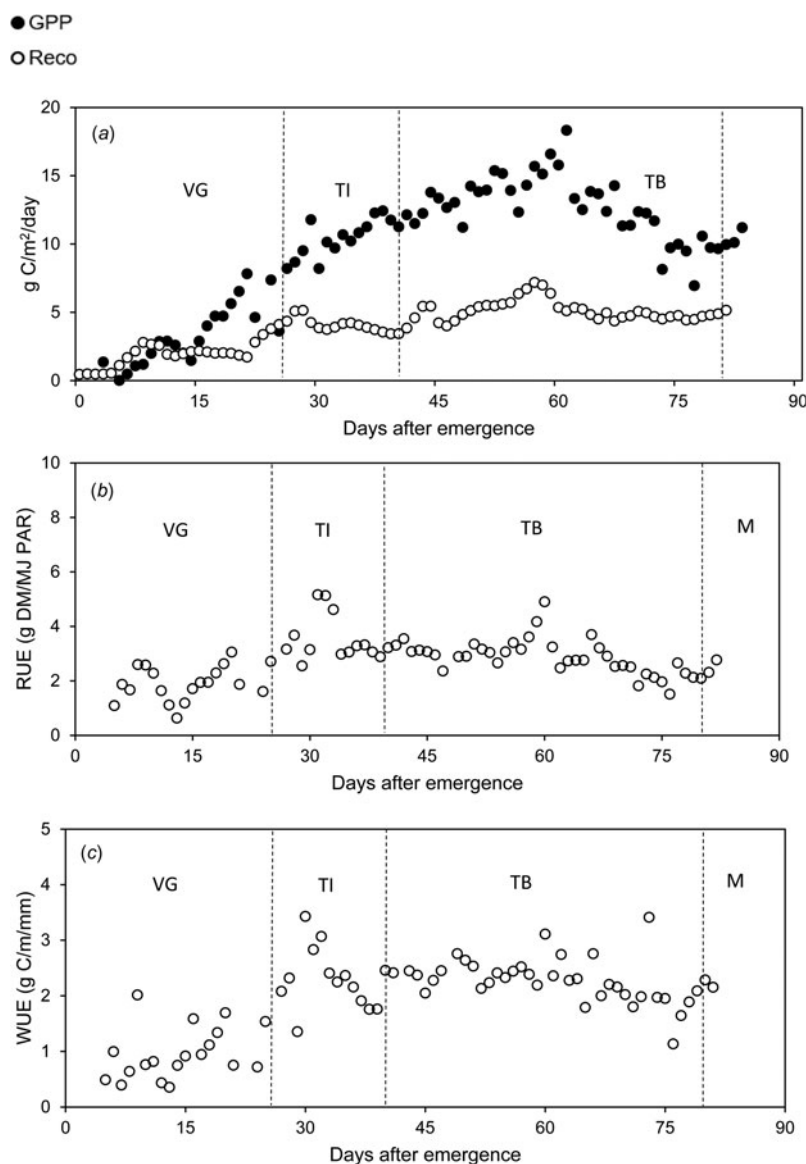 GPP
Reco
(a)
VG TI TB
g C/m²/day
20
15
10
5
0
0 15 30 45 60 75 90
Days after emergence
(b)
VG TI TB M
RUE (g DM/MJ PAR)
10
8
6
4
2
0
0 15 30 45 60 75 90
Days after emergence
(c)
VG TI TB M
WUE (g C/m/mm)
5
4
3
2
1
0
0 15 30 45 60 75 90
Days after emergence